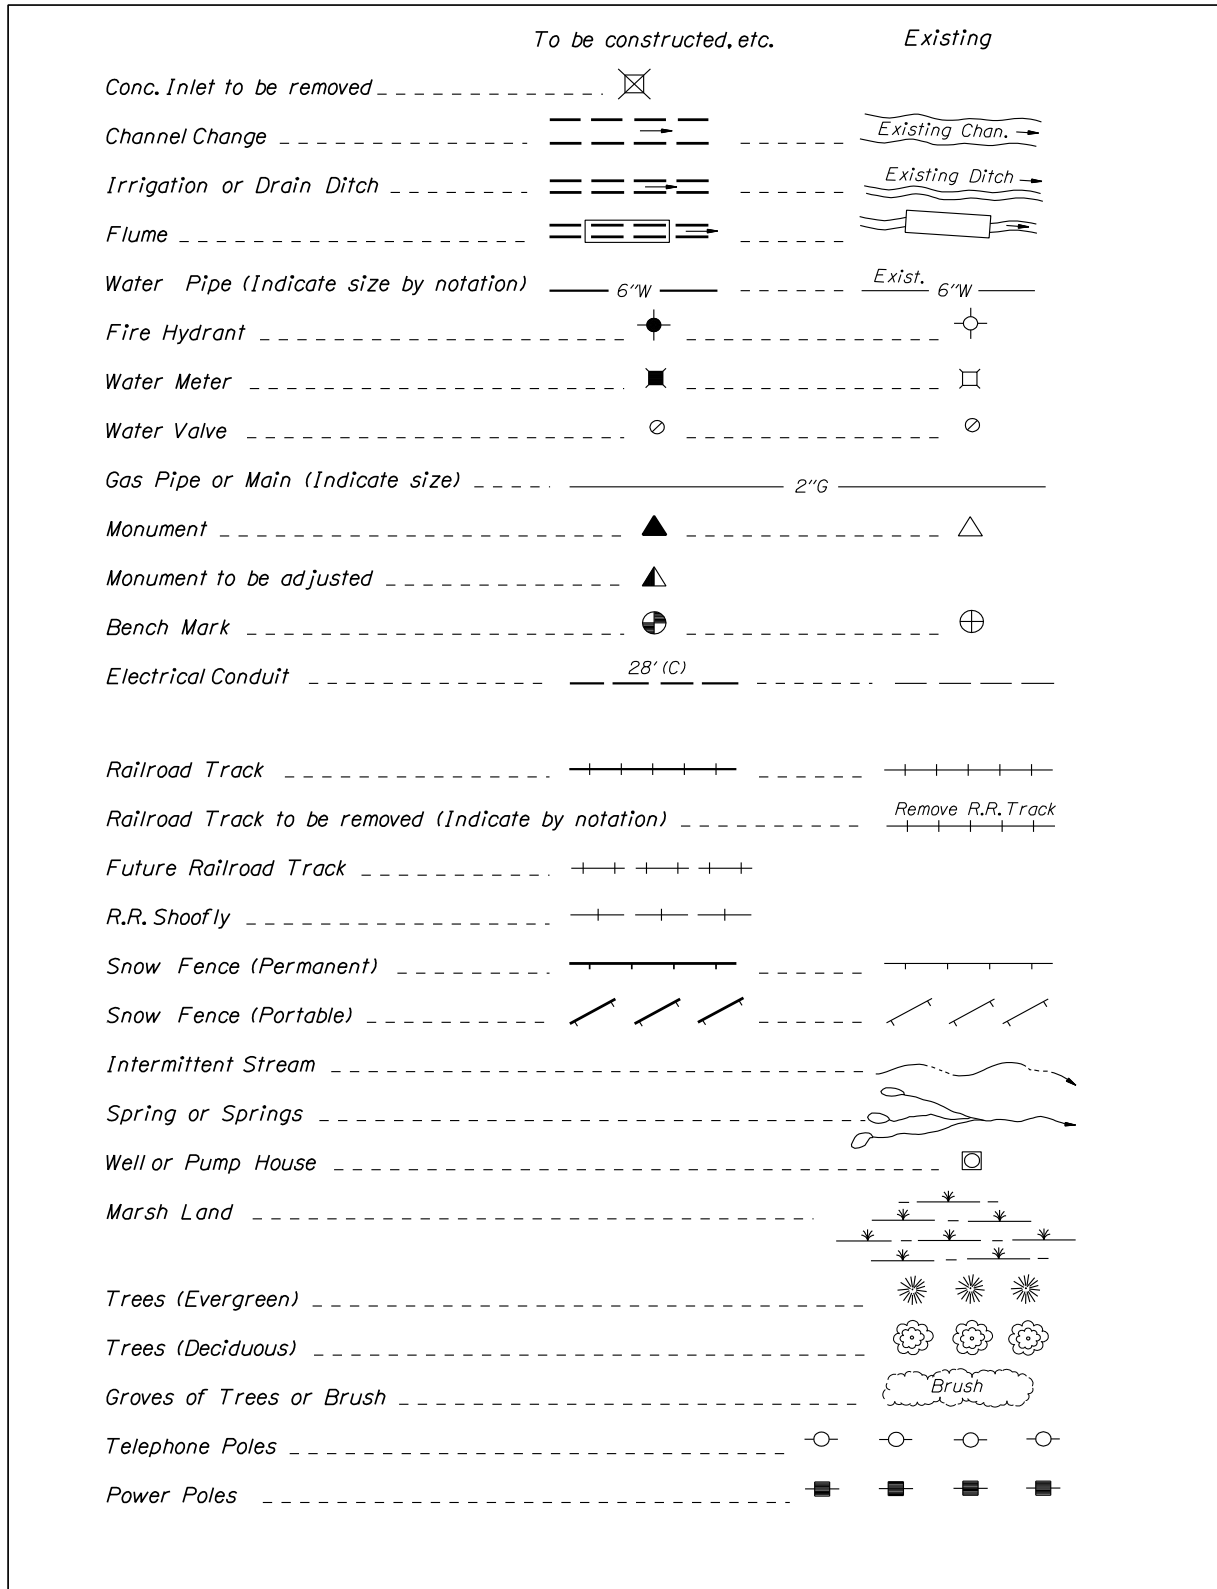 To be constructed, etc. Existing
Conc. Inlet to be removed
Channel Change Existing Chan.
Irrigation or Drain Ditch Existing Ditch
Flume
Water Pipe (Indicate size by notation) 6"W Exist. 6"W
Fire Hydrant
Water Meter
Water Valve
Gas Pipe or Main (Indicate size) 2"G
Monument
Monument to be adjusted
Bench Mark
Electrical Conduit 28' (C)
Railroad Track
Railroad Track to be removed (Indicate by notation) Remove R.R. Track
Future Railroad Track
R.R. Shoofly
Snow Fence (Permanent)
Snow Fence (Portable)
Intermittent Stream
Spring or Springs
Well or Pump House
Marsh Land
Trees (Evergreen)
Trees (Deciduous)
Groves of Trees or Brush Brush
Telephone Poles
Power Poles